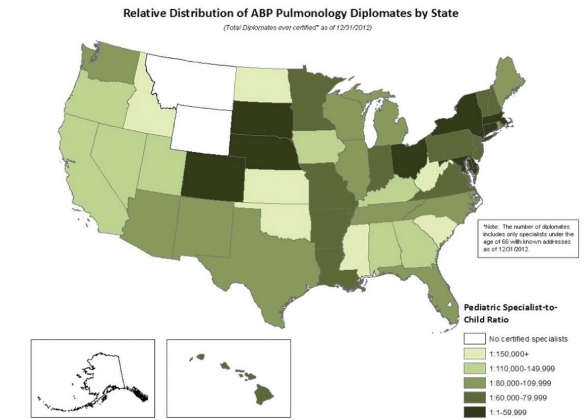 Relative Distribution of ABP Pulmonology Diplomates by State
(Total Diplomates ever certified* as of 12/31/2012)
*Note: The number of diplomates
includes only specialists under the
age of 66 with known addresses
as of 12/31/2012.
Pediatric Specialist-to-
Child Ratio
No certified specialists
1:150,000+
1:110,000-149,999
1:80,000-109,999
1:60,000-79,999
1:1-59,999